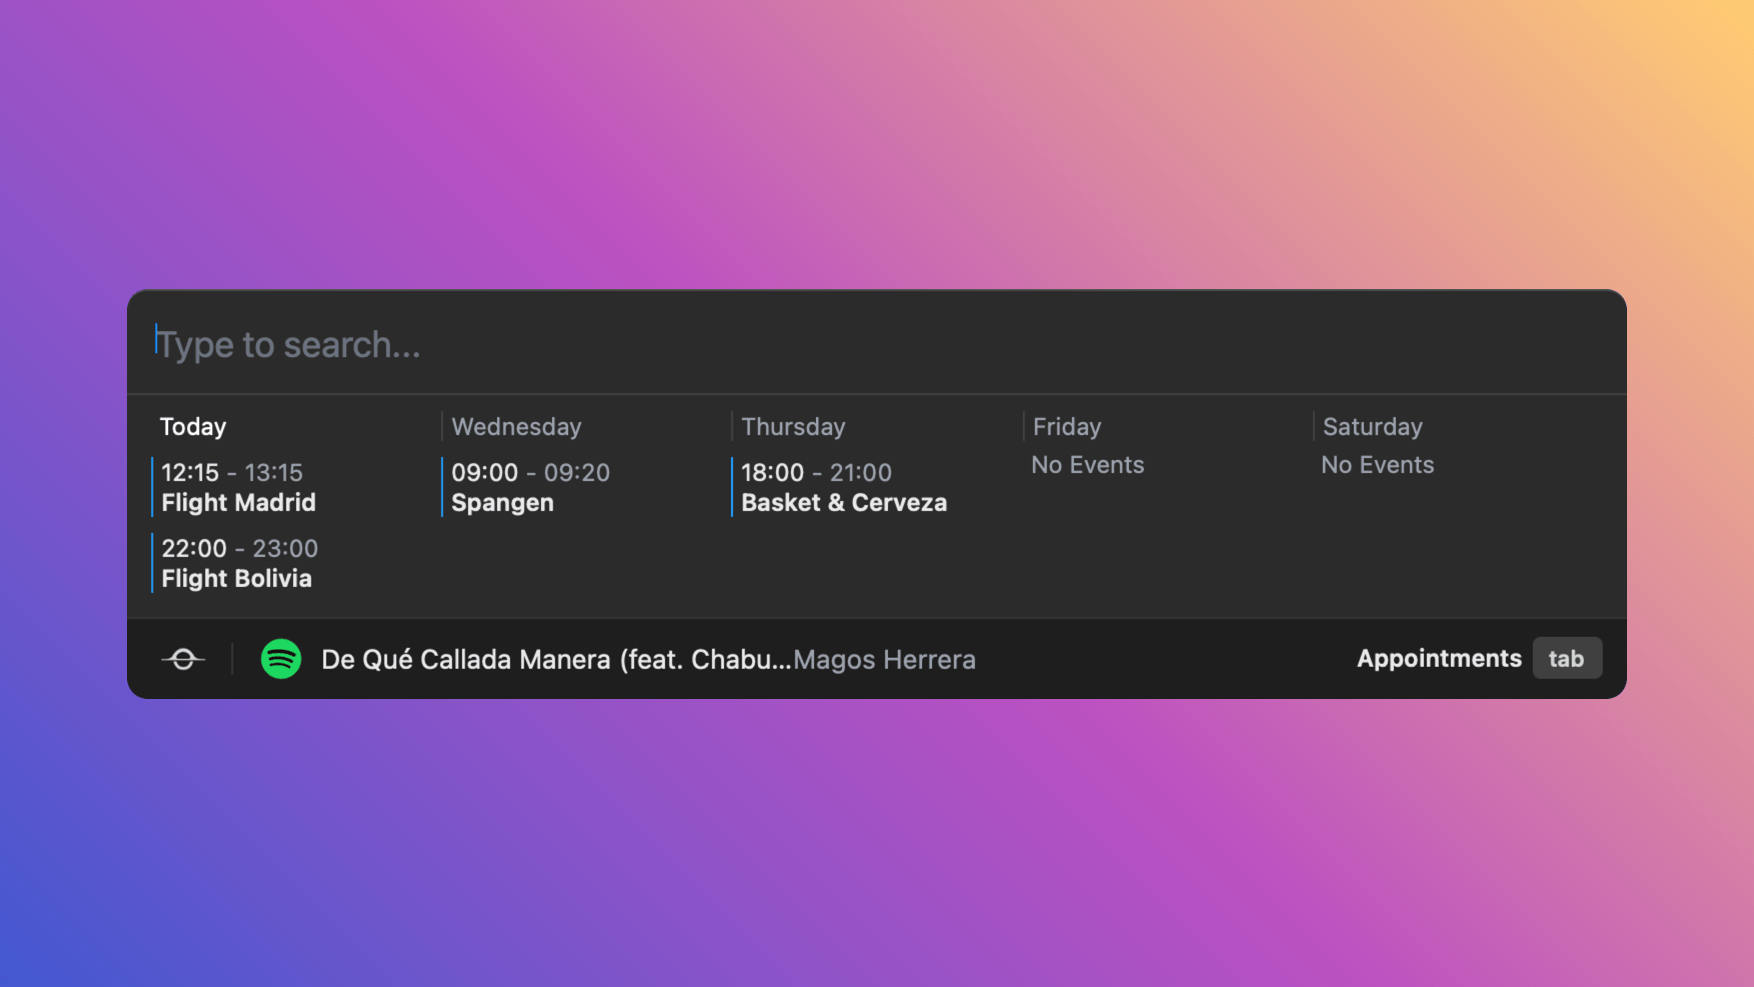 Type to search...
Today
12:15 - 13:15
Flight Madrid
22:00 - 23:00
Flight Bolivia
Wednesday
09:00 - 09:20
Spangen
Thursday
18:00 - 21:00
Basket & Cerveza
Friday
No Events
Saturday
No Events
De Qué Callada Manera (feat. Chabu... Magos Herrera
Appointments tab